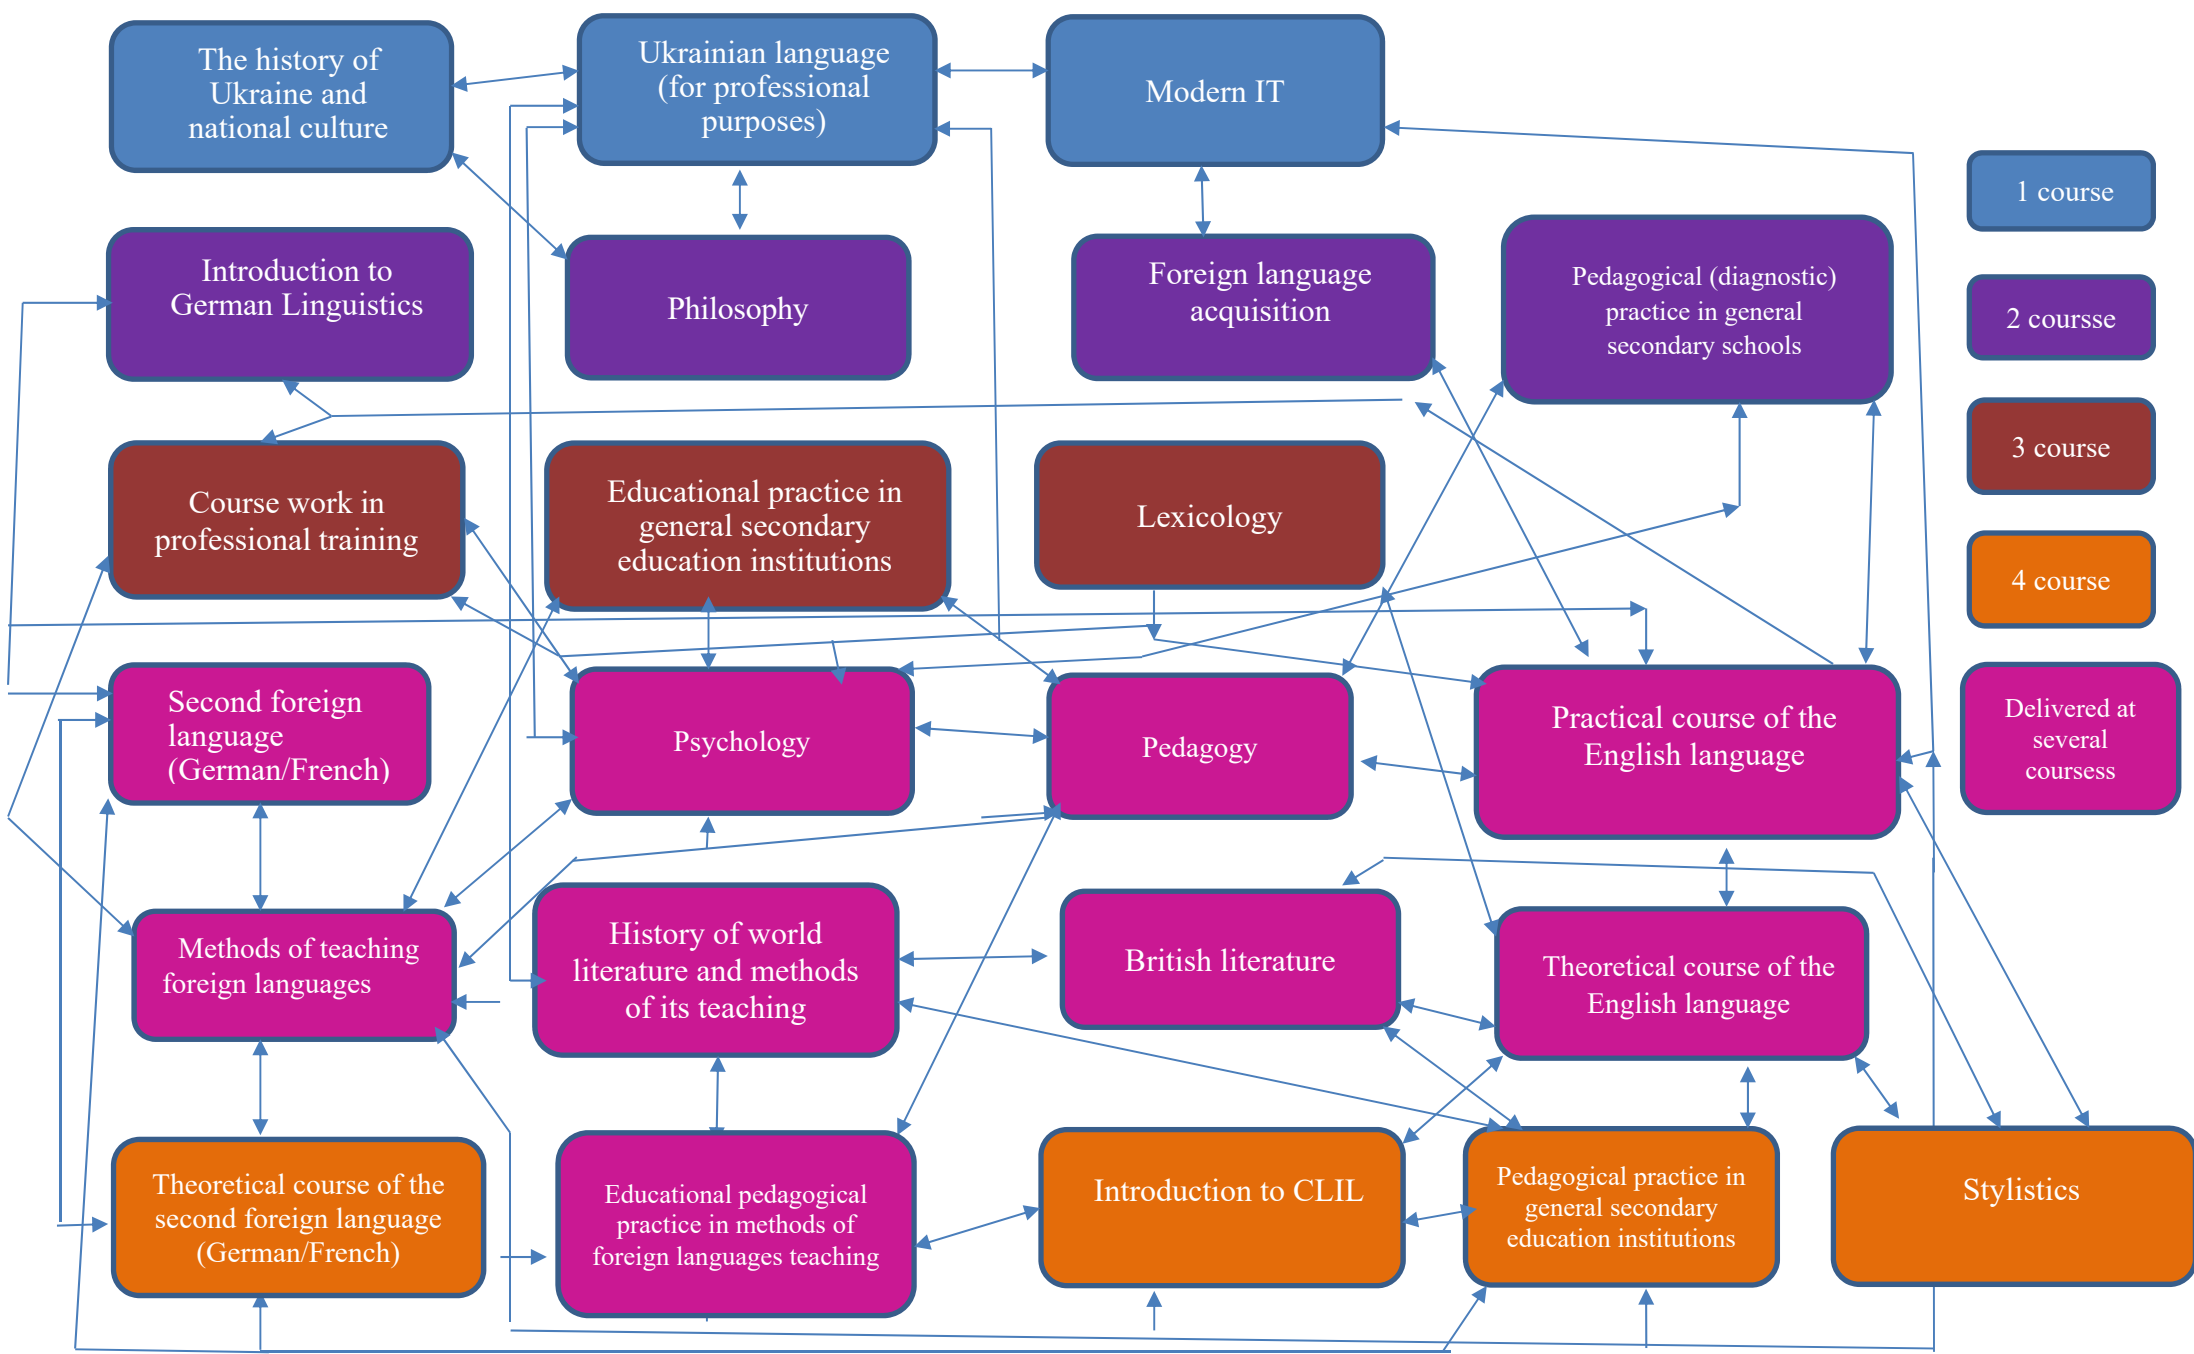 The history of
Ukraine and
national culture
Ukrainian language
(for professional
purposes)
Modern IT
1 course
Introduction to
German Linguistics
Philosophy
Foreign language
acquisition
Pedagogical (diagnostic)
practice in general
secondary schools
2 coursse
Course work in
professional training
Educational practice in
general secondary
education institutions
Lexicology
3 course
4 course
Second foreign
language
(German/French)
Psychology
Pedagogy
Practical course of the
English language
Delivered at
several
coursess
Methods of teaching
foreign languages
History of world
literature and methods
of its teaching
British literature
Theoretical course of the
English language
Theoretical course of the
second foreign language
(German/French)
Educational pedagogical
practice in methods of
foreign languages teaching
Introduction to CLIL
Pedagogical practice in
general secondary
education institutions
Stylistics